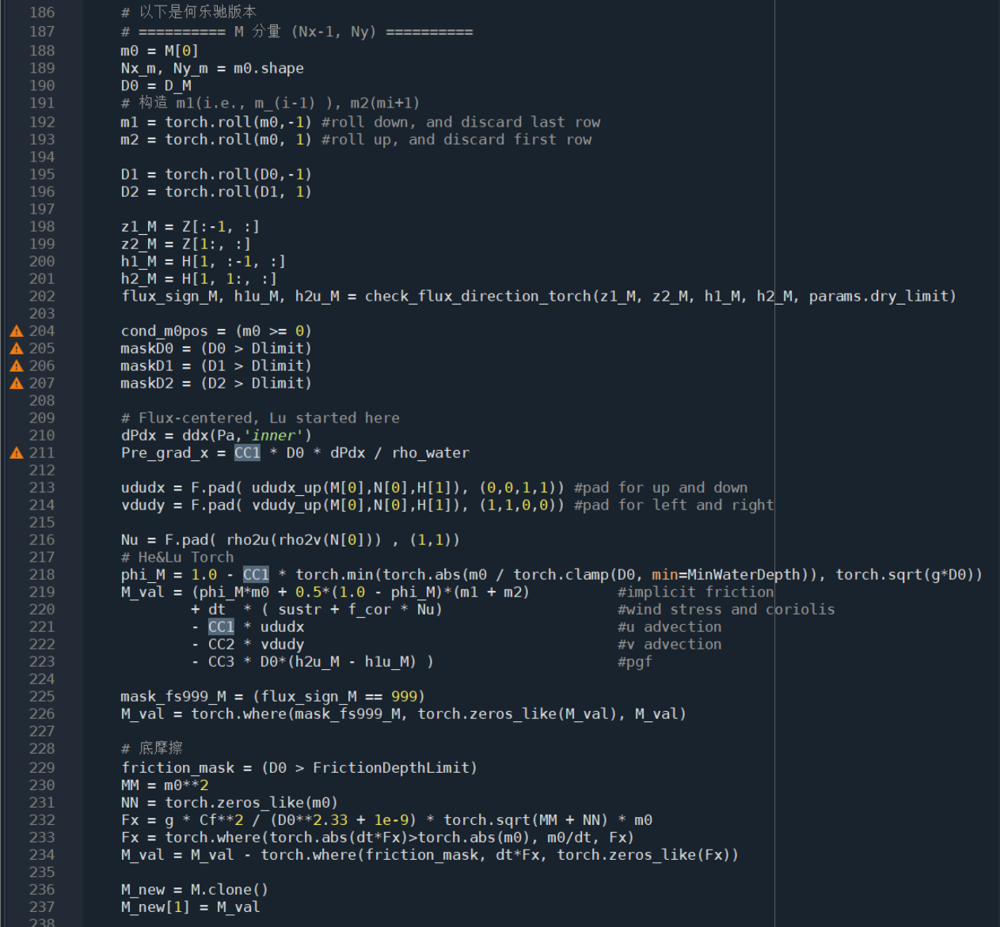 186 # 以下是何乐驰版本
187 # ========== M 分量 (Nx-1, Ny) ==========
188 m0 = M[0]
189 Nx_m, Ny_m = m0.shape
190 D0 = D_M
191 # 构造 m1(i.e., m_(i-1) ), m2(mi+1)
192 m1 = torch.roll(m0,-1) #roll down, and discard last row
193 m2 = torch.roll(m0, 1) #roll up, and discard first row
194
195 D1 = torch.roll(D0,-1)
196 D2 = torch.roll(D1, 1)
197
198 z1_M = Z[:-1, :]
199 z2_M = Z[1:, :]
200 h1_M = H[1, :-1, :]
201 h2_M = H[1, 1:, :]
202 flux_sign_M, h1u_M, h2u_M = check_flux_direction_torch(z1_M, z2_M, h1_M, h2_M, params.dry_limit)
203
204 cond_m0pos = (m0 >= 0)
205 maskD0 = (D0 > Dlimit)
206 maskD1 = (D1 > Dlimit)
207 maskD2 = (D2 > Dlimit)
208
209 # Flux-centered, Lu started here
210 dPdx = ddx(Pa,'inner')
211 Pre_grad_x = CC1 * D0 * dPdx / rho_water
212
213 ududx = F.pad( ududx_up(M[0],N[0],H[1]), (0,0,1,1)) #pad for up and down
214 vdudy = F.pad( vdudy_up(M[0],N[0],H[1]), (1,1,0,0)) #pad for left and right
215
216 Nu = F.pad( rho2u(rho2v(N[0])) , (1,1))
217 # He&Lu Torch
218 phi_M = 1.0 - CC1 * torch.min(torch.abs(m0 / torch.clamp(D0, min=MinWaterDepth)), torch.sqrt(g*D0))
219 M_val = (phi_M*m0 + 0.5*(1.0 - phi_M)*(m1 + m2) #implicit friction
220 + dt * ( sustr + f_cor * Nu) #wind stress and coriolis
221 - CC1 * ududx #u advection
222 - CC2 * vdudy #v advection
223 - CC3 * D0*(h2u_M - h1u_M) ) #pgf
224
225 mask_fs999_M = (flux_sign_M == 999)
226 M_val = torch.where(mask_fs999_M, torch.zeros_like(M_val), M_val)
227
228 # 底摩擦
229 friction_mask = (D0 > FrictionDepthLimit)
230 MM = m0**2
231 NN = torch.zeros_like(m0)
232 Fx = g * Cf**2 / (D0**2.33 + 1e-9) * torch.sqrt(MM + NN) * m0
233 Fx = torch.where(torch.abs(dt*Fx)>torch.abs(m0), m0/dt, Fx)
234 M_val = M_val - torch.where(friction_mask, dt*Fx, torch.zeros_like(Fx))
235
236 M_new = M.clone()
237 M_new[1] = M_val
238